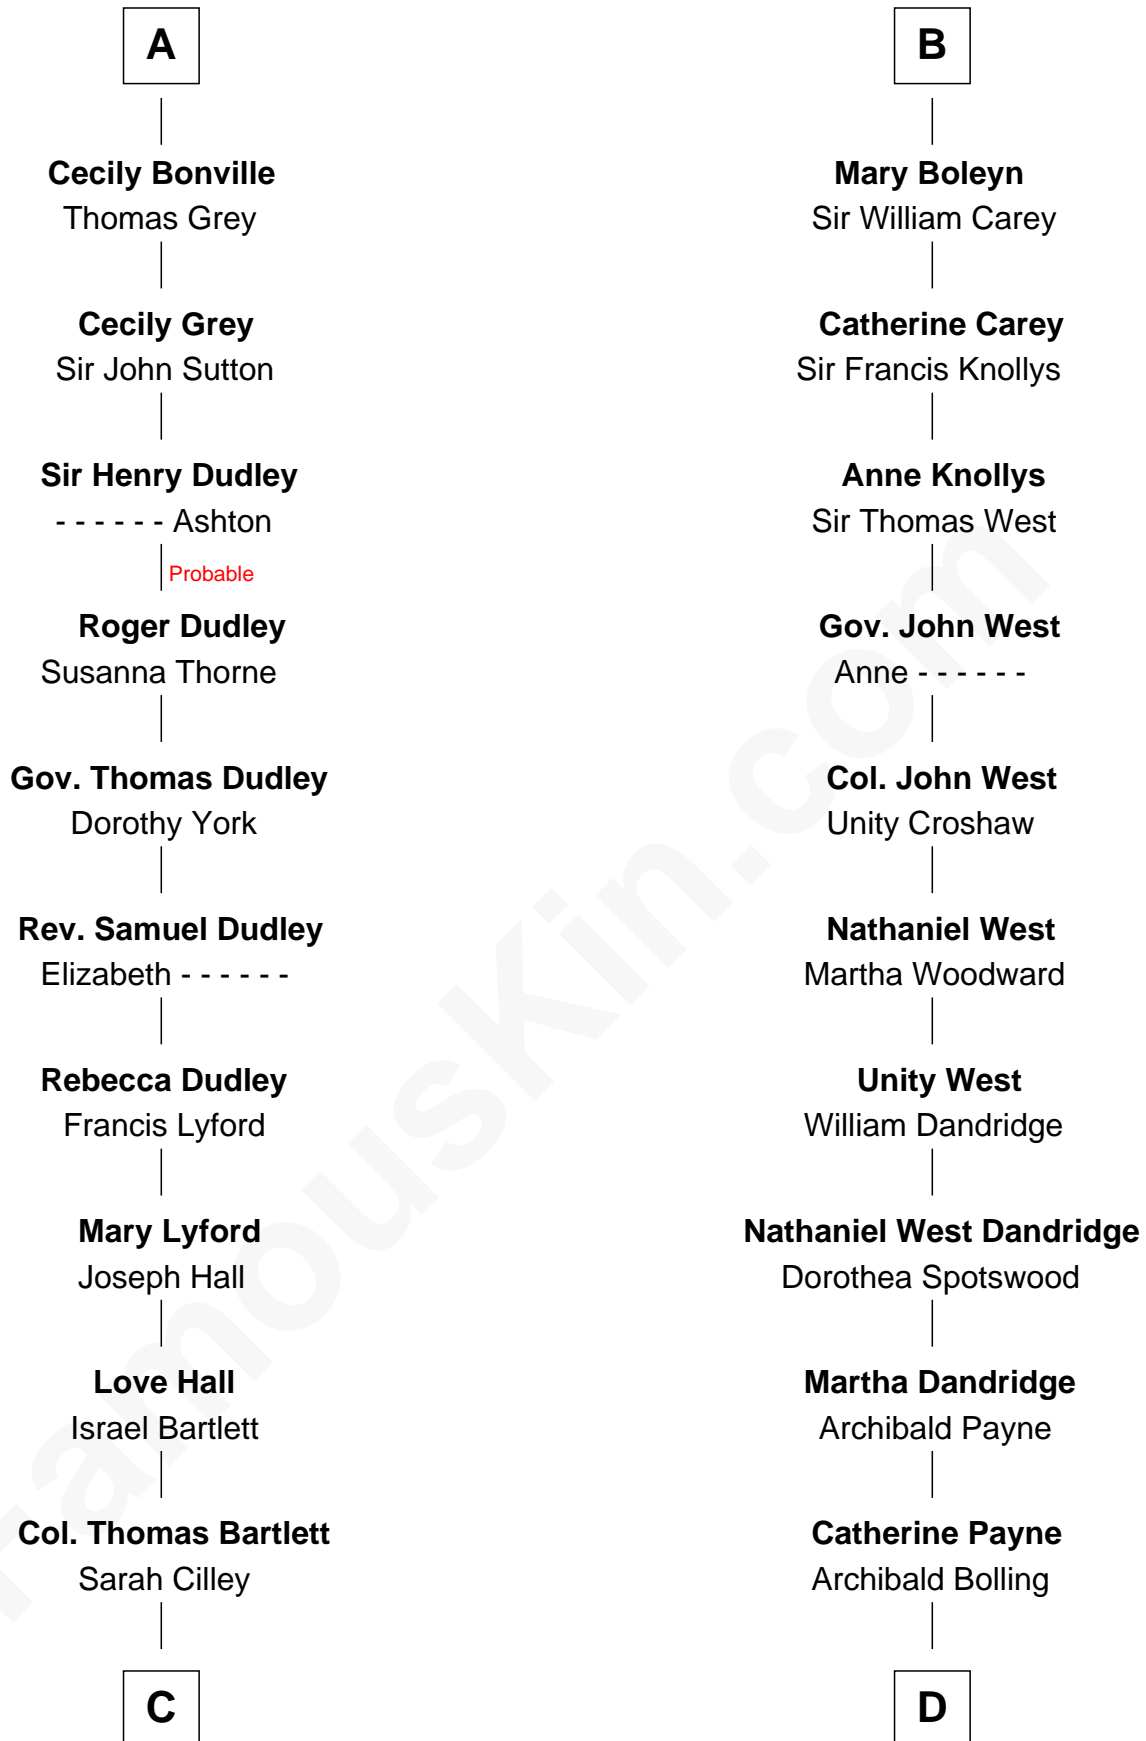 A
Cecily Bonville
Thomas Grey
Cecily Grey
Sir John Sutton
Sir Henry Dudley
- - - - - - Ashton
Probable
Roger Dudley
Susanna Thorne
Gov. Thomas Dudley
Dorothy York
Rev. Samuel Dudley
Elizabeth - - - - - -
Rebecca Dudley
Francis Lyford
Mary Lyford
Joseph Hall
Love Hall
Israel Bartlett
Col. Thomas Bartlett
Sarah Cilley
C
B
Mary Boleyn
Sir William Carey
Catherine Carey
Sir Francis Knollys
Anne Knollys
Sir Thomas West
Gov. John West
Anne - - - - - -
Col. John West
Unity Croshaw
Nathaniel West
Martha Woodward
Unity West
William Dandridge
Nathaniel West Dandridge
Dorothea Spotswood
Martha Dandridge
Archibald Payne
Catherine Payne
Archibald Bolling
D
FamousKin.com